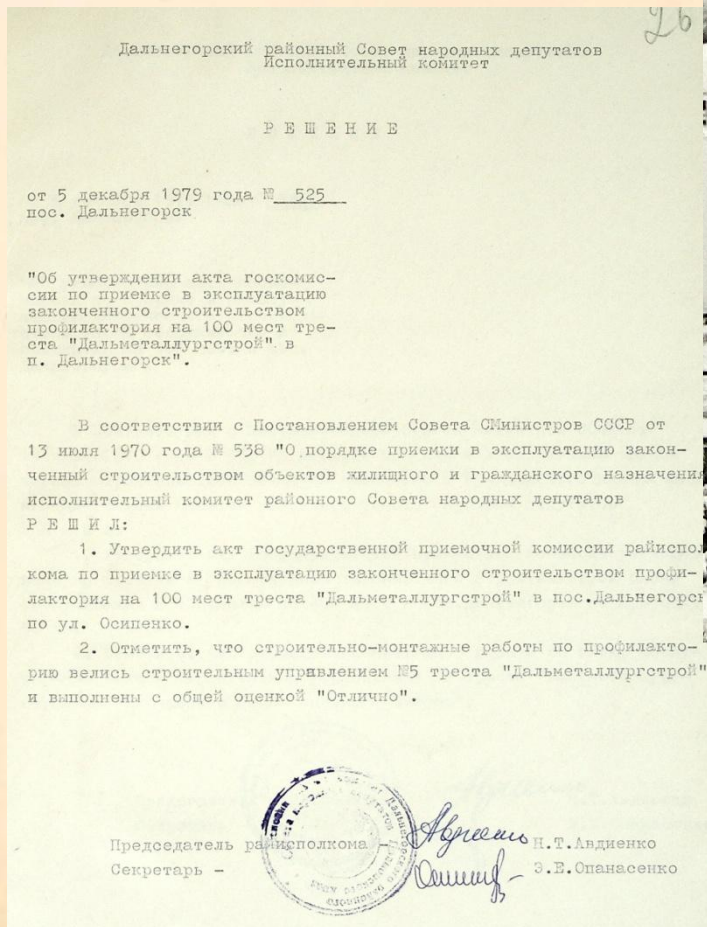 26
Дальнегорский районный Совет народных депутатов
Исполнительный комитет
Р Е Ш Е Н И Е
от 5 декабря 1979 года № 525
пос. Дальнегорск
"Об утверждении акта госкомис-
сии по приемке в эксплуатацию
законченного строительством
профилактория на 100 мест тре-
ста "Дальметаллургстрой" в
п. Дальнегорск".
В соответствии с Постановлением Совета СМинистров СССР от
13 июля 1970 года № 538 "О порядке приемки в эксплуатацию закон-
ченный строительством объектов жилищного и гражданского назначения
исполнительный комитет районного Совета народных депутатов
Р Е Ш И Л:
1. Утвердить акт государственной приемочной комиссии райиспол
кома по приемке в эксплуатацию законченного строительством профи-
лактория на 100 мест треста "Дальметаллургстрой" в пос.Дальнегорск
по ул. Осипенко.
2. Отметить, что строительно-монтажные работы по профилакто-
рию велись строительным управлением №5 треста "Дальметаллургстрой"
и выполнены с общей оценкой "Отлично".
Председатель райисполкома - Н.Т.Авдиенко
Секретарь - Э.Е.Опанасенко